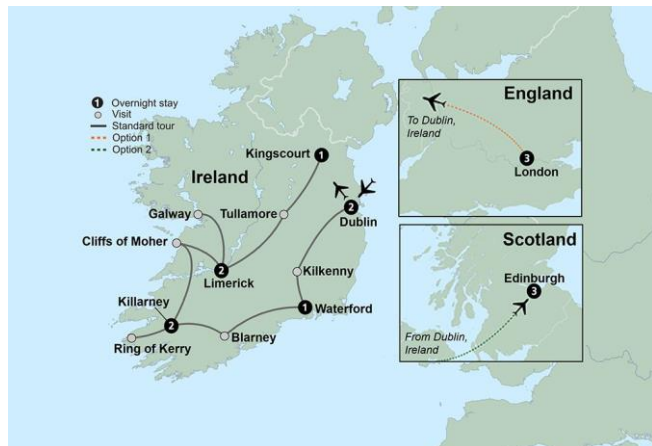 1 Overnight stay
Visit
Standard tour
Option 1
Option 2
Ireland
Kingscourt 1
Galway
Tullamore
2
Dublin
Cliffs of Moher
2
Limerick
Kilkenny
Killarney
2
1 Waterford
Ring of Kerry
Blarney
England
To Dublin,
Ireland
3
London
Scotland
Edinburgh
3
From Dublin,
Ireland